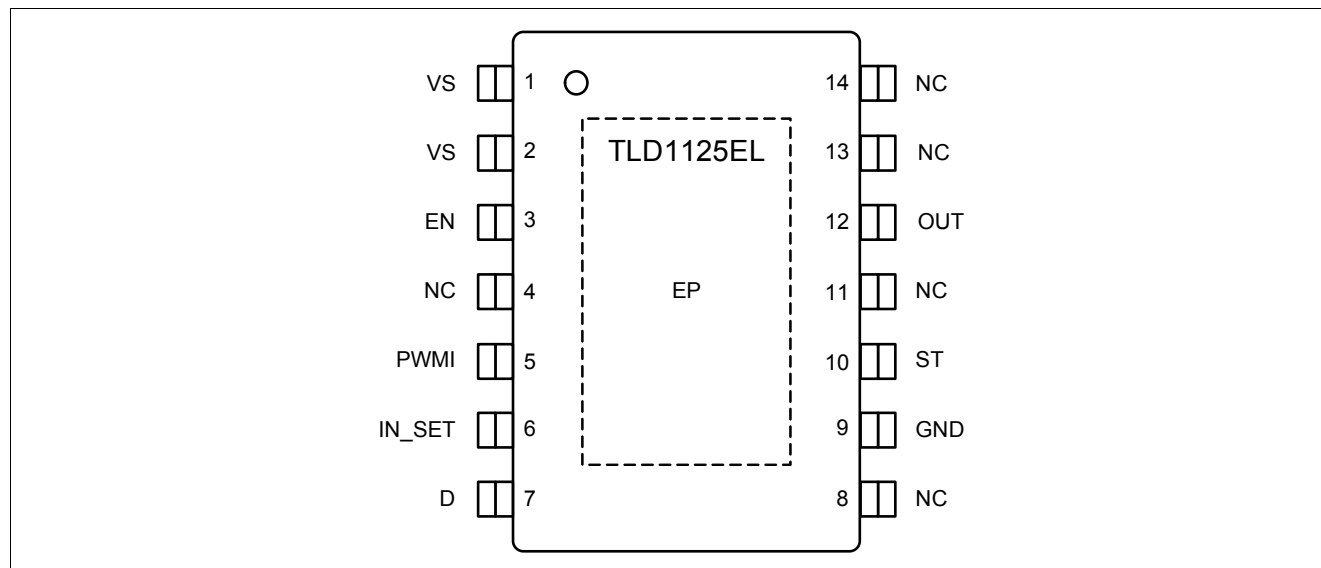 VS 1 14 NC
VS 2 TLD1125EL 13 NC
EN 3 12 OUT
NC 4 EP 11 NC
PWMI 5 10 ST
IN_SET 6 9 GND
D 7 8 NC